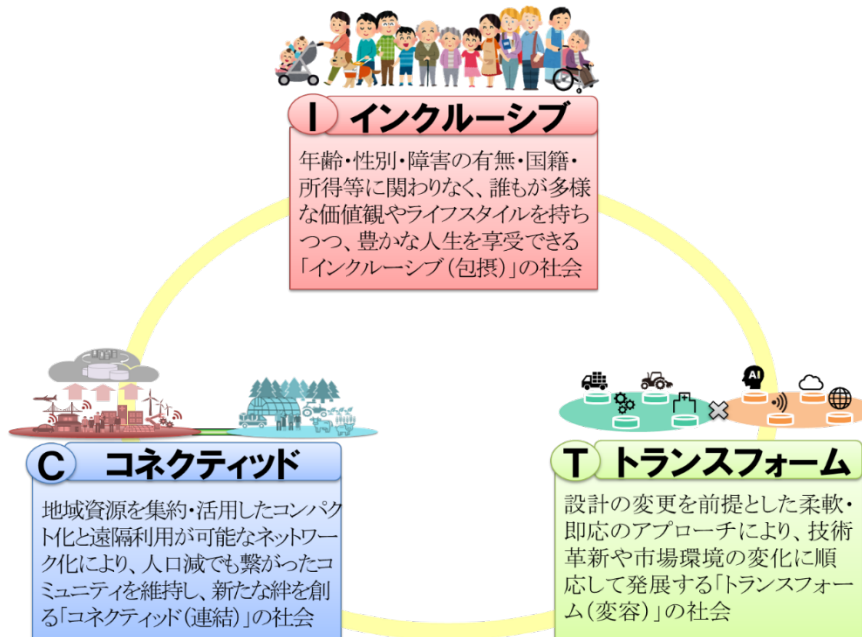 I インクルーシブ
年齢・性別・障害の有無・国籍・
所得等に関わりなく、誰もが多様
な価値観やライフスタイルを持ち
つつ、豊かな人生を享受できる
「インクルーシブ(包摂)」の社会
AI
C コネクティッド
地域資源を集約・活用したコンパク
ト化と遠隔利用が可能なネットワー
ク化により、人口減でも繋がったコ
ミュニティを維持し、新たな絆を創
る「コネクティッド(連結)」の社会
T トランスフォーム
設計の変更を前提とした柔軟・
即応のアプローチにより、技術
革新や市場環境の変化に順
応して発展する「トランスフォー
ム(変容)」の社会